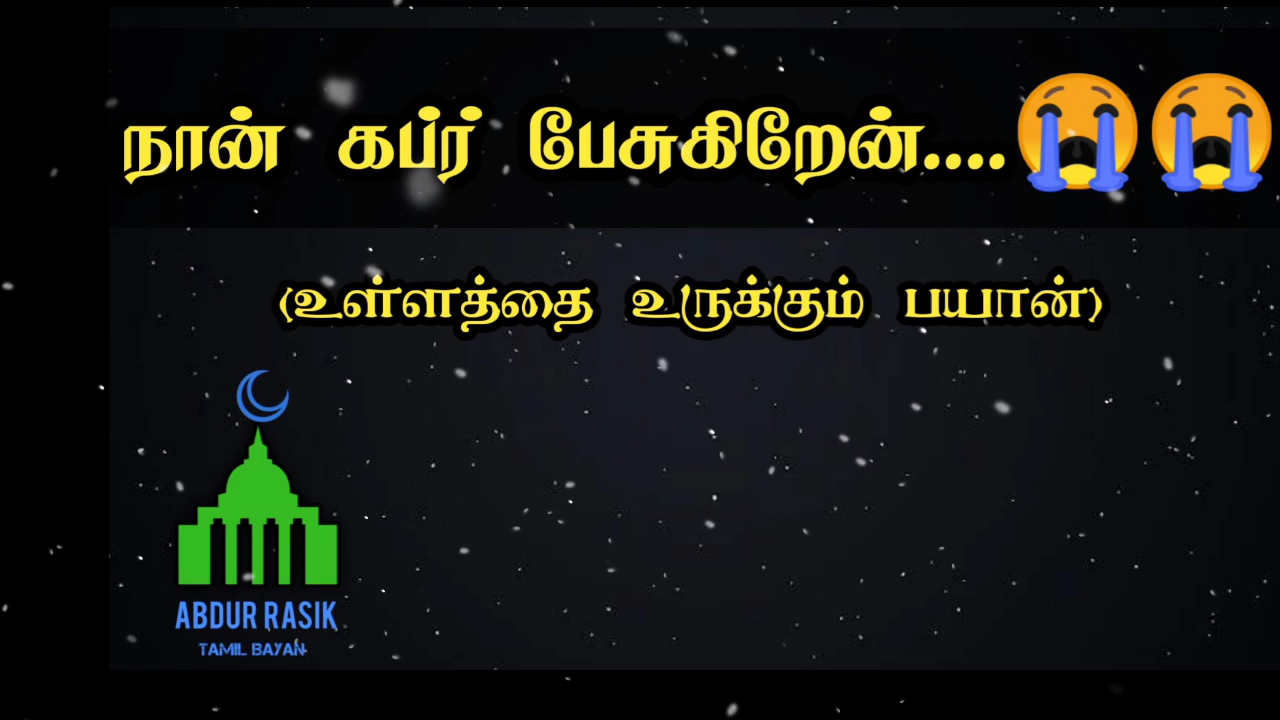 நான் கப்ர் பேசுகிறேன்....😭😭
(உள்ளத்தை உருக்கும் பயான்)
ABDUR RASIK
TAMIL BAYAN